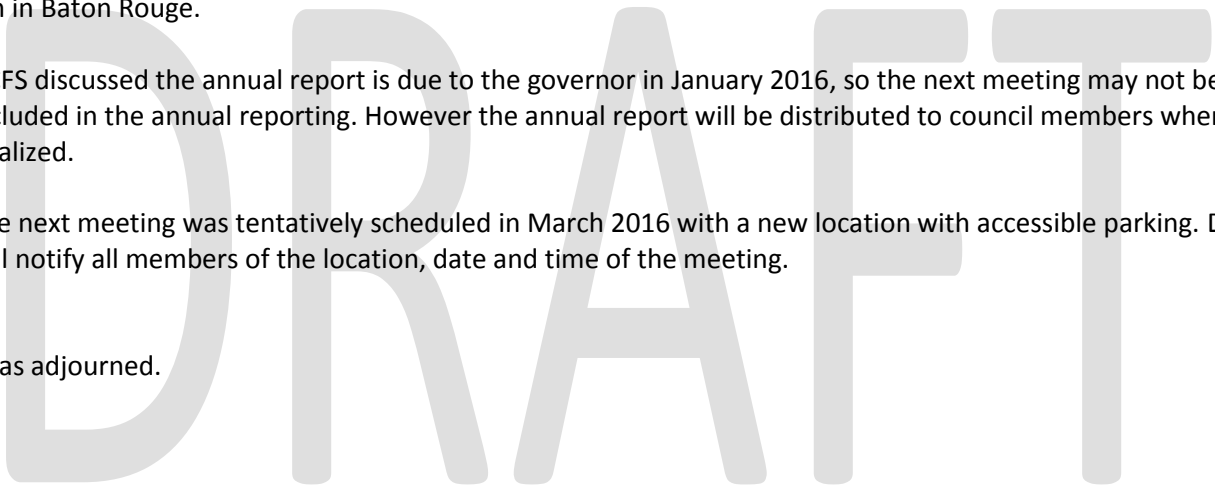 in Baton Rouge.
FS discussed the annual report is due to the governor in January 2016, so the next meeting may not be
cluded in the annual reporting. However the annual report will be distributed to council members when
alized.
e next meeting was tentatively scheduled in March 2016 with a new location with accessible parking. D
l notify all members of the location, date and time of the meeting.
as adjourned.
DRAFT